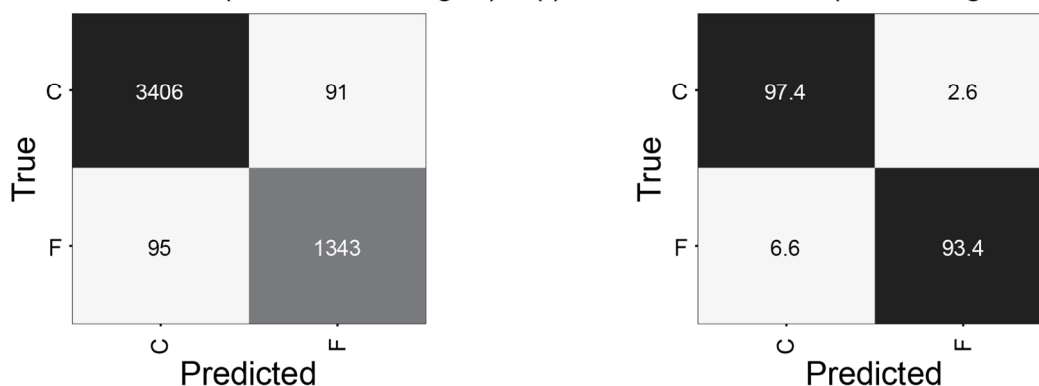 C 3406 91
F 95 1343
True
C F
Predicted
C 97.4 2.6
F 6.6 93.4
True
C F
Predicted